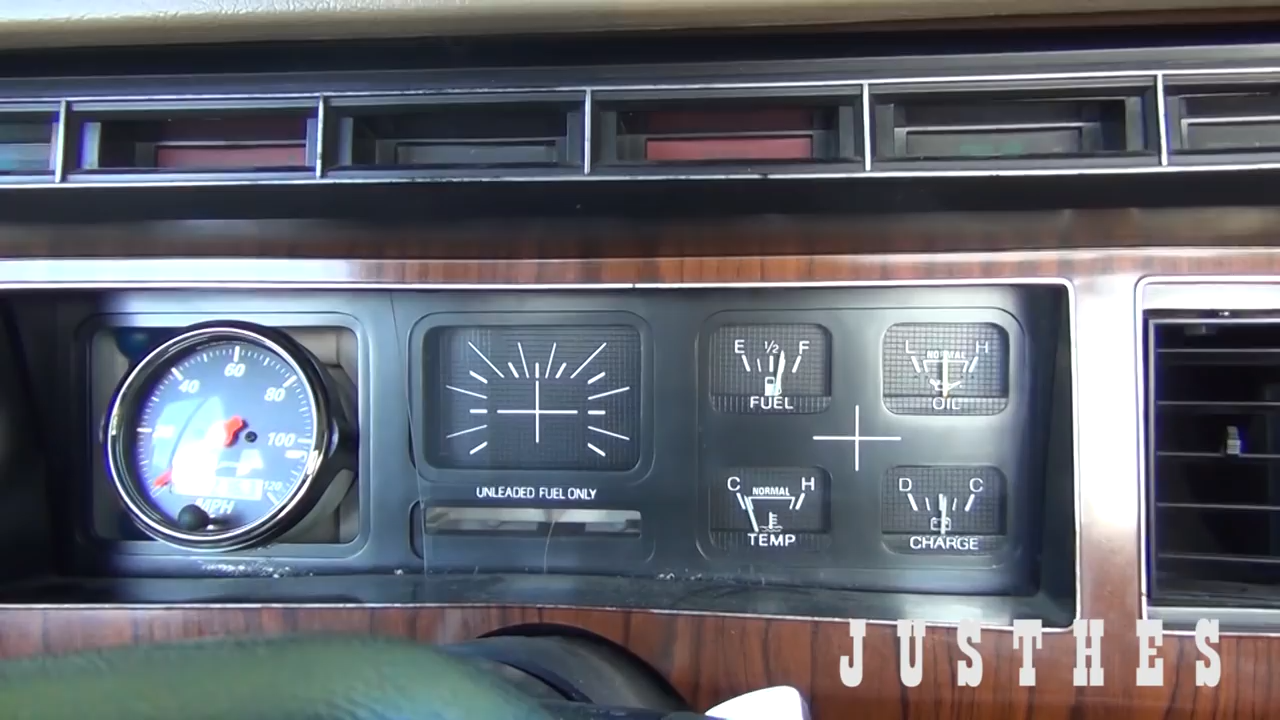 60
40
80
100
120
MPH
UNLEADED FUEL ONLY
E ½ F
FUEL
L NORMAL H
OIL
C NORMAL H
TEMP
D C
CHARGE
JUSTHES